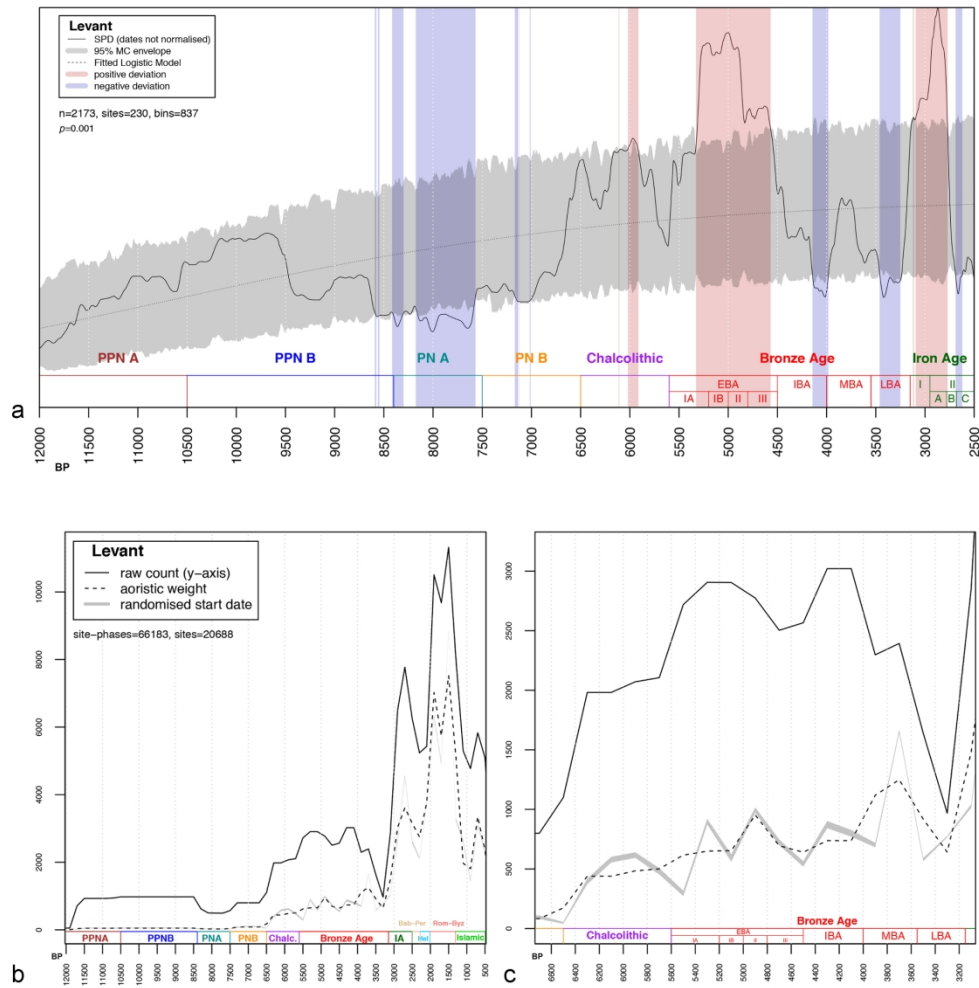 Levant
SPD (dates not normalised)
95% MC envelope
Fitted Logistic Model
positive deviation
negative deviation
n=2173, sites=230, bins=837
p=0.001
PPN A PPN B PN A PN B Chalcolithic Bronze Age Iron Age
EBA IBA MBA LBA I II
IA IB II III A B C
a
12000 11500 11000 10500 10000 9500 9000 8500 8000 7500 7000 6500 6000 5500 5000 4500 4000 3500 3000 2500
BP
Levant
raw count (y-axis)
aoristic weight
randomised start date
site-phases=66183, sites=20688
10000
8000
6000
4000
2000
0
Bab-Per Rom-Byz
PPNA PPNB PNA PNB Chalc. Bronze Age IA Hel Islamic
BP
12000 11500 11000 10500 10000 9500 9000 8500 8000 7500 7000 6500 6000 5500 5000 4500 4000 3500 3000 2500 2000 1500 1000 500
b
3000
2500
2000
1500
1000
500
0
Bronze Age
Chalcolithic EBA IBA MBA LBA
IA IB II III
BP
6600 6400 6200 6000 5800 5600 5400 5200 5000 4800 4600 4400 4200 4000 3800 3600 3400 3200
c